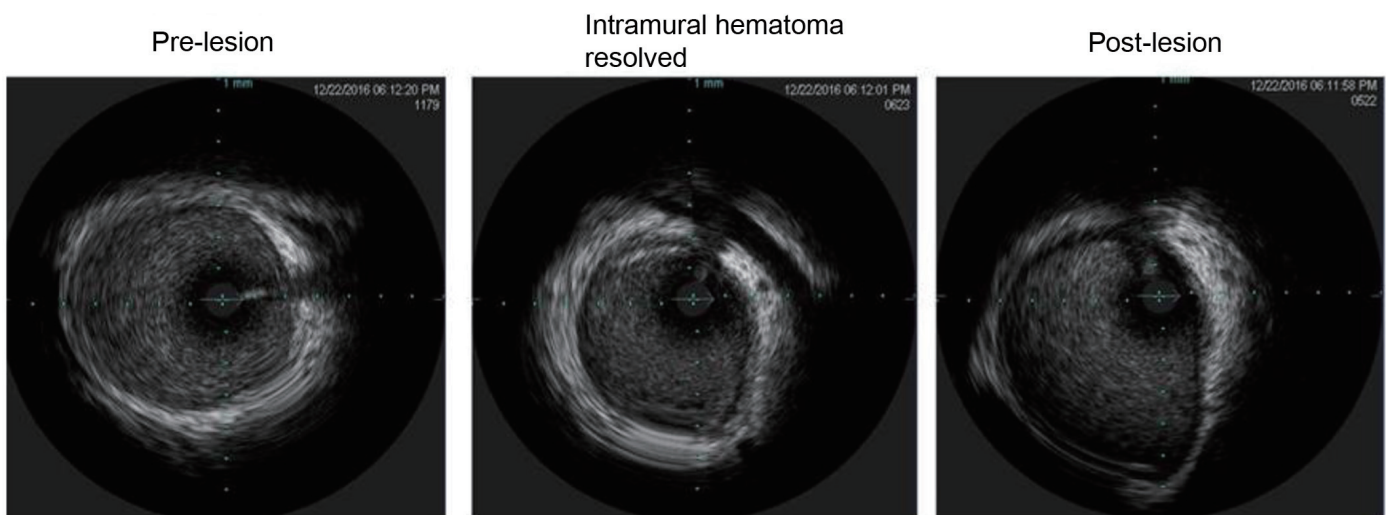 Pre-lesion
Intramural hematoma
resolved
Post-lesion
1 mm
12/22/2016 06:12:20 PM
1179
1 mm
12/22/2016 06:12:01 PM
0623
1 mm
12/22/2016 06:11:58 PM
0522